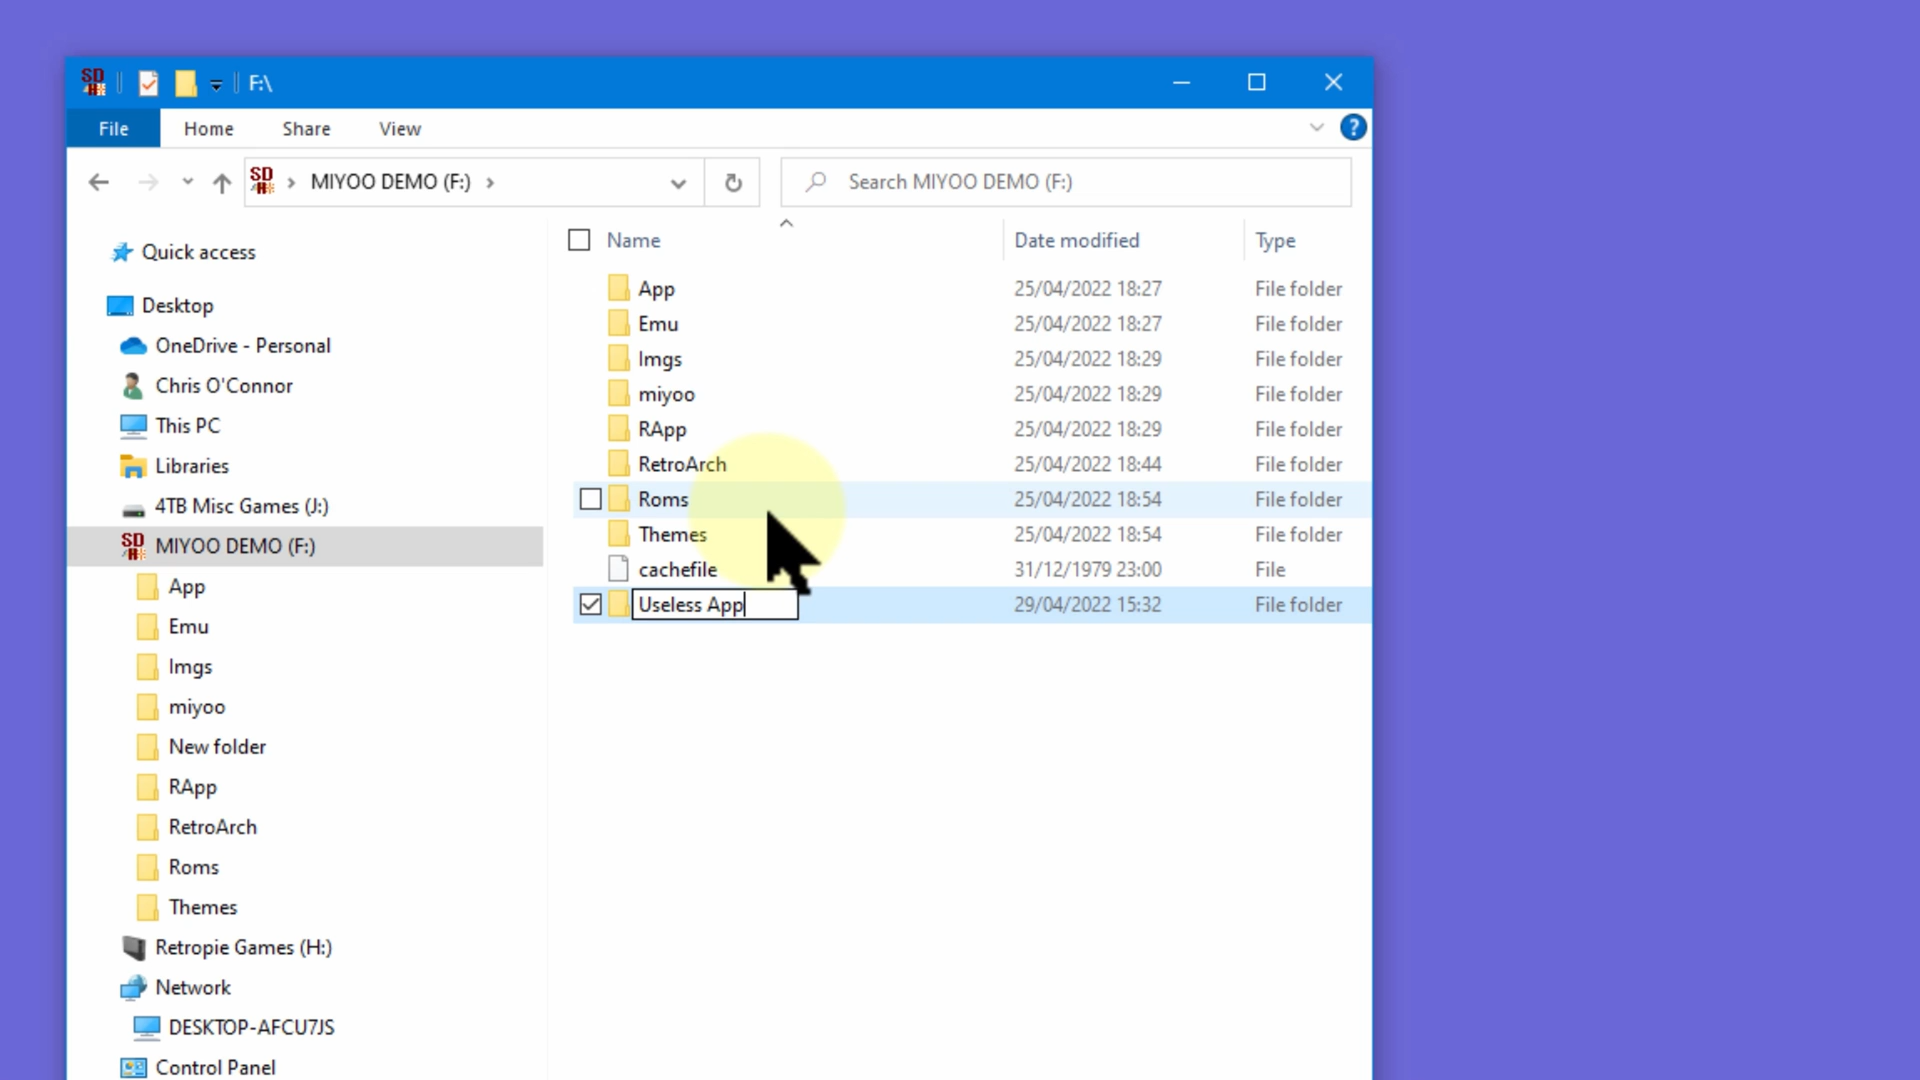 SD F:\
File Home Share View ?
SD MIYOO DEMO (F:) Search MIYOO DEMO (F:)
Name Date modified Type
Quick access
Desktop
OneDrive - Personal
Chris O'Connor
This PC
Libraries
4TB Misc Games (J:)
SD MIYOO DEMO (F:)
App
Emu
Imgs
miyoo
New folder
RApp
RetroArch
Roms
Themes
Retropie Games (H:)
Network
DESKTOP-AFCU7JS
Control Panel
App 25/04/2022 18:27 File folder
Emu 25/04/2022 18:27 File folder
Imgs 25/04/2022 18:29 File folder
miyoo 25/04/2022 18:29 File folder
RApp 25/04/2022 18:29 File folder
RetroArch 25/04/2022 18:44 File folder
Roms 25/04/2022 18:54 File folder
Themes 25/04/2022 18:54 File folder
cachefile 31/12/1979 23:00 File
Useless App 29/04/2022 15:32 File folder